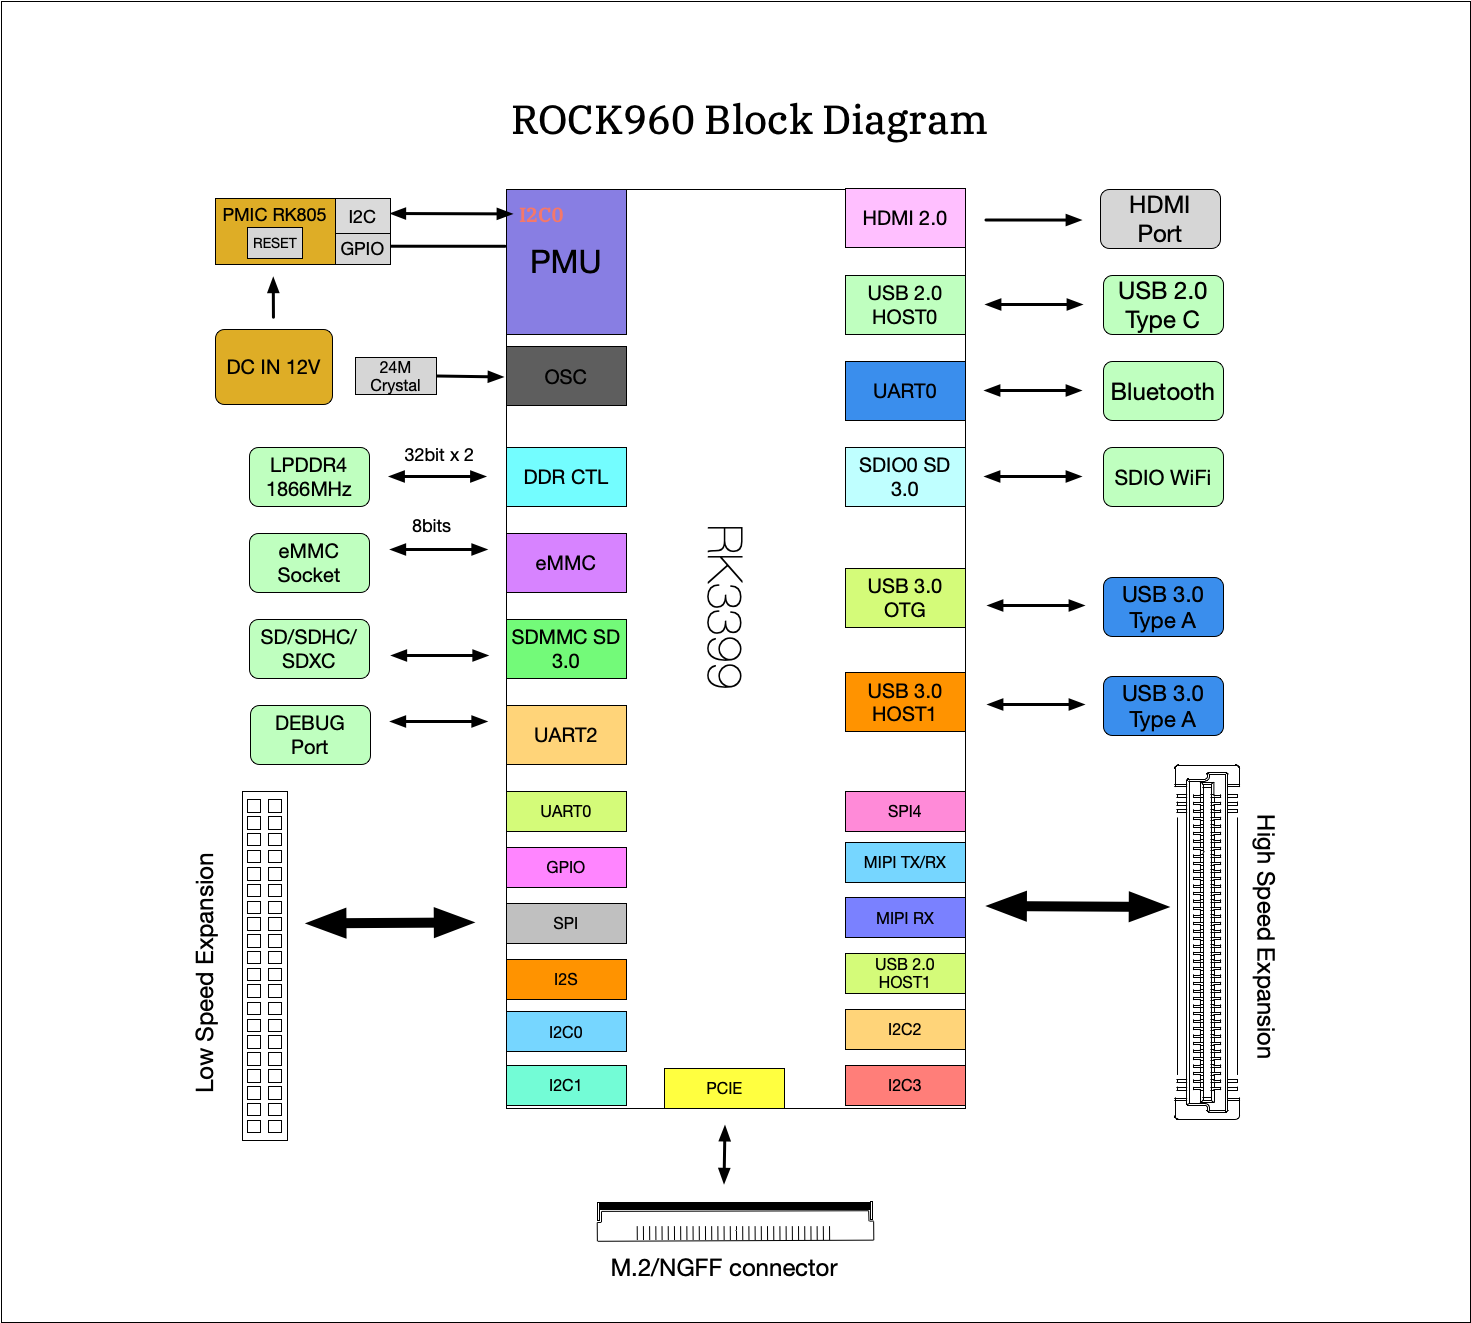 ROCK960 Block Diagram
PMIC RK805
RESET
I2C
GPIO
I2C0
PMU
DC IN 12V
24M
Crystal
OSC
LPDDR4
1866MHz
32bit x 2
DDR CTL
eMMC
Socket
8bits
eMMC
SD/SDHC/
SDXC
SDMMC SD
3.0
DEBUG
Port
UART2
Low Speed Expansion
UART0
GPIO
SPI
I2S
I2C0
I2C1
RK3399
HDMI 2.0
HDMI
Port
USB 2.0
HOST0
USB 2.0
Type C
UART0
Bluetooth
SDIO0 SD
3.0
SDIO WiFi
USB 3.0
OTG
USB 3.0
Type A
USB 3.0
HOST1
USB 3.0
Type A
SPI4
MIPI TX/RX
MIPI RX
USB 2.0
HOST1
I2C2
I2C3
High Speed Expansion
PCIE
M.2/NGFF connector